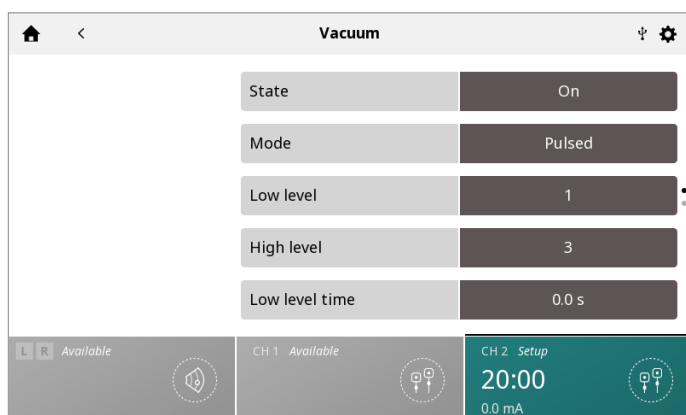 Vacuum
State On
Mode Pulsed
Low level 1
High level 3
Low level time 0.0 s
L R Available
CH 1 Available
CH 2 Setup
20:00
0.0 mA